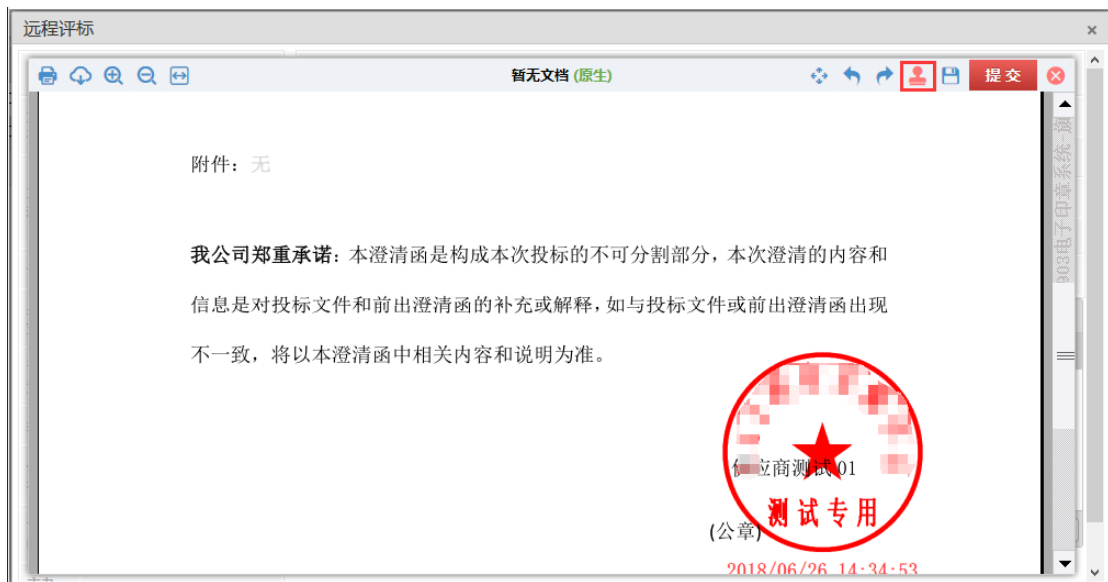 远程评标
暂无文档 (原生)
提交
附件：无
我公司郑重承诺：本澄清函是构成本次投标的不可分割部分，本次澄清的内容和
信息是对投标文件和前出澄清函的补充或解释，如与投标文件或前出澄清函出现
不一致，将以本澄清函中相关内容和说明为准。
供应商测试 01
测试专用
(公章)
2018/06/26 14:34:53
903电子印章系统-旗